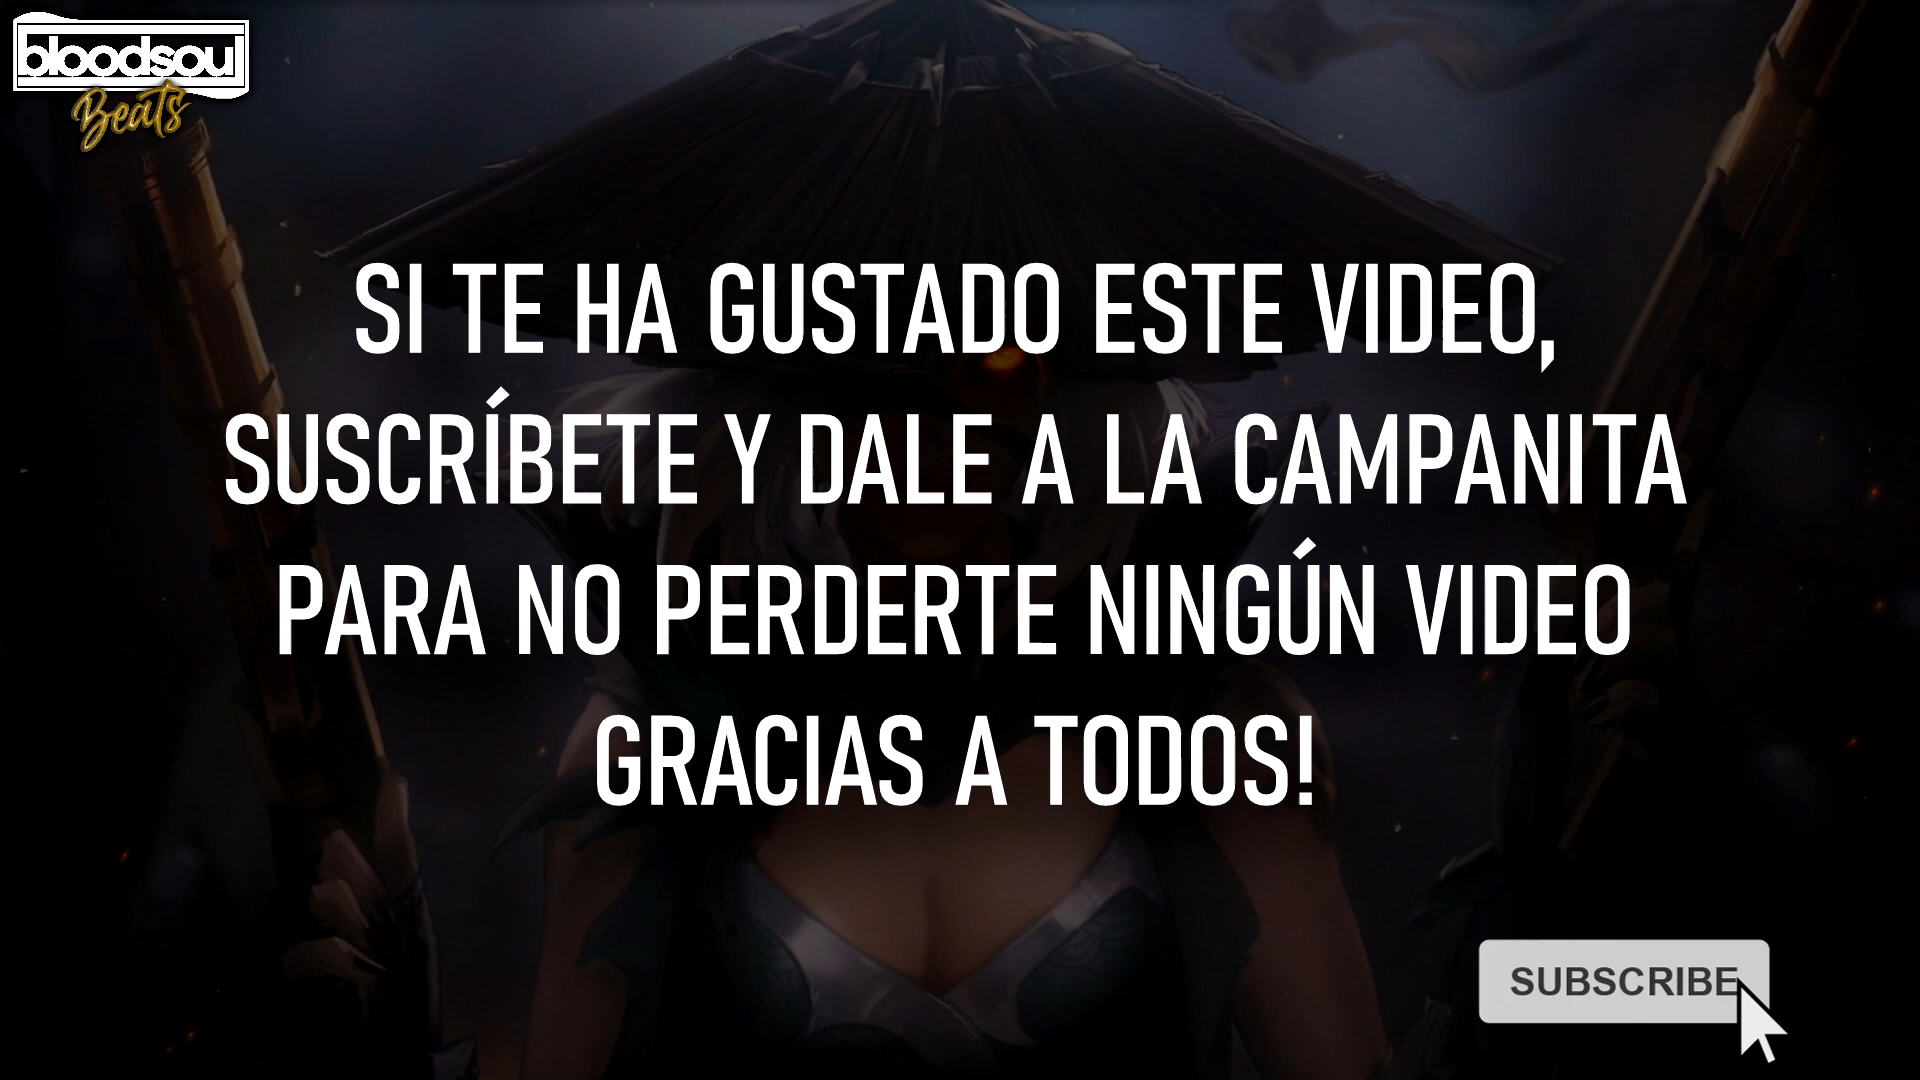 bloodsoul
Beats
SI TE HA GUSTADO ESTE VIDEO,
SUSCRÍBETE Y DALE A LA CAMPANITA
PARA NO PERDERTE NINGÚN VIDEO
GRACIAS A TODOS!
SUBSCRIBE